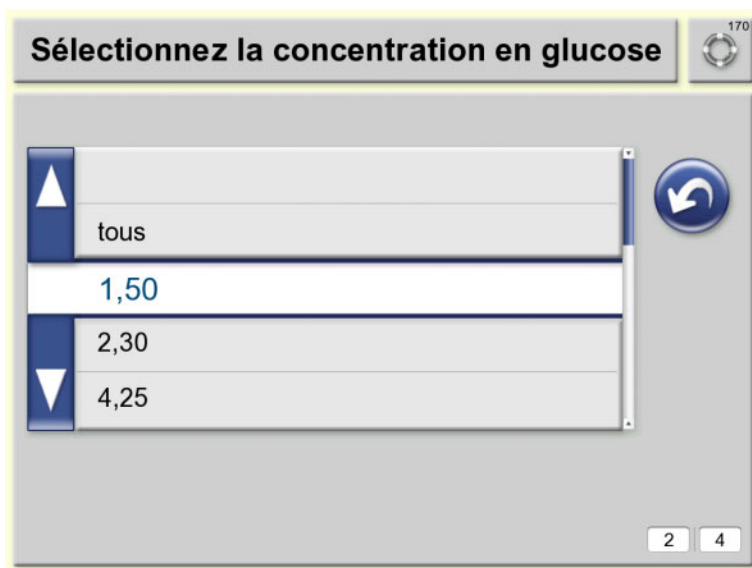 Sélectionnez la concentration en glucose
170
tous
1,50
2,30
4,25
2 4